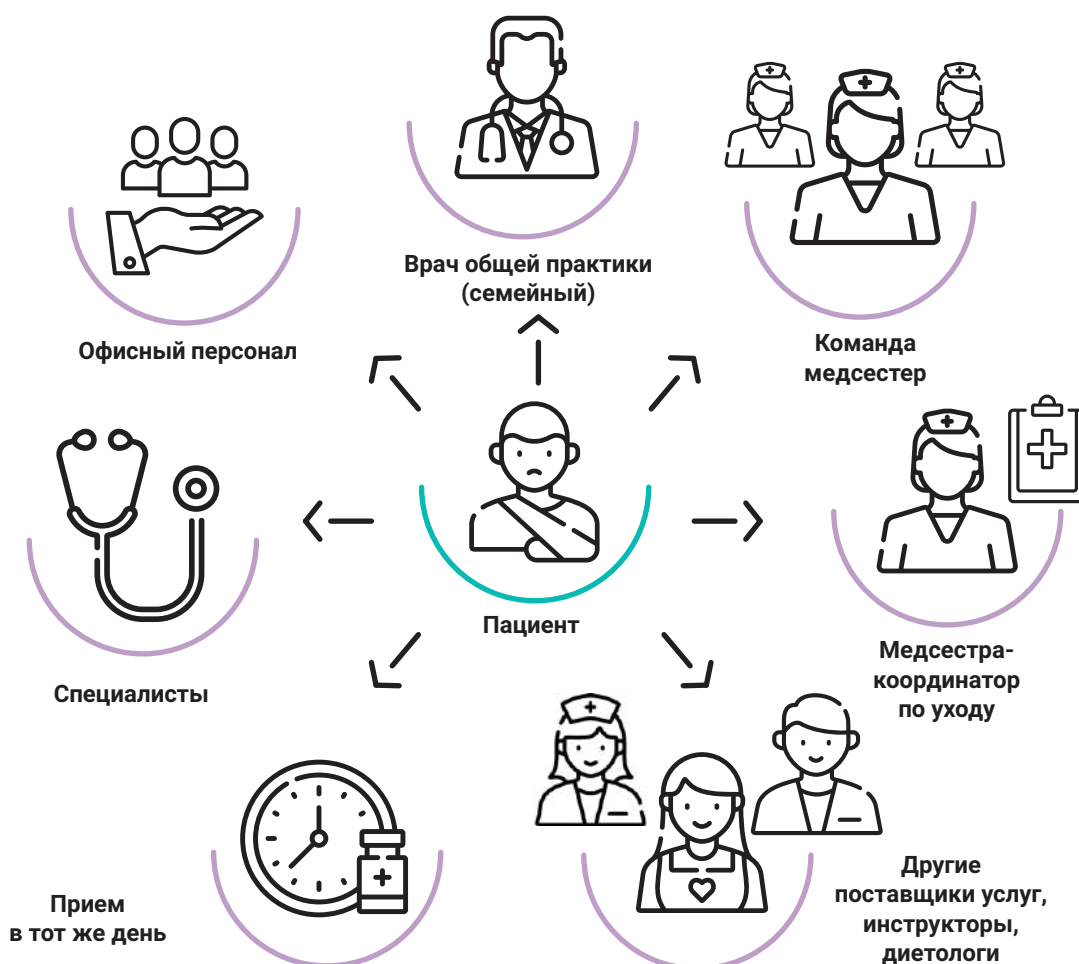 Врач общей практики
(семейный)
Офисный персонал
Команда
медсестер
Пациент
Специалисты
Медсестра-
координатор
по уходу
Прием
в тот же день
Другие
поставщики услуг,
инструкторы,
диетологи